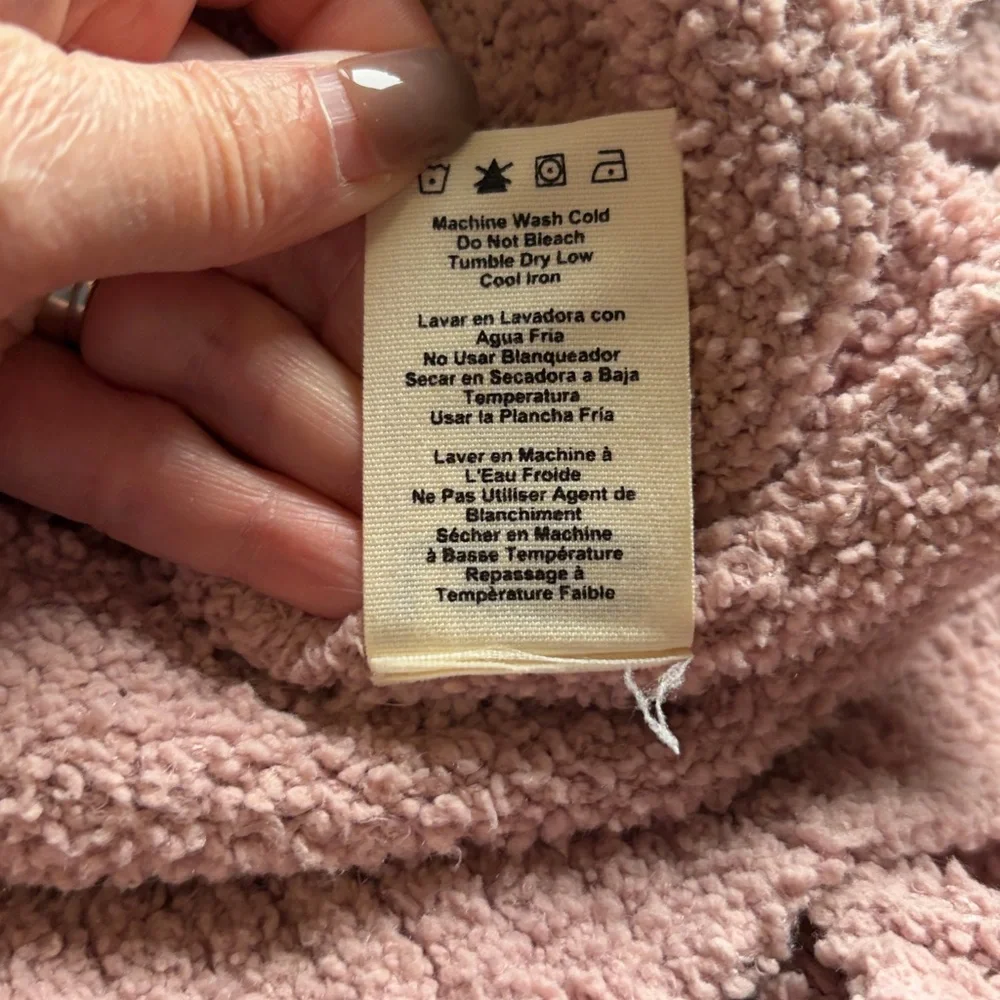 Machine Wash Cold
Do Not Bleach
Tumble Dry Low
Cool Iron
Lavar en Lavadora con
Agua Fria
No Usar Blanqueador
Secar en Secadora a Baja
Temperatura
Usar la Plancha Fría
Laver en Machine à
L'Eau Froide
Ne Pas Utiliser Agent de
Blanchiment
Sécher en Machine
à Basse Température
Repassage à
Tempèrature Faible